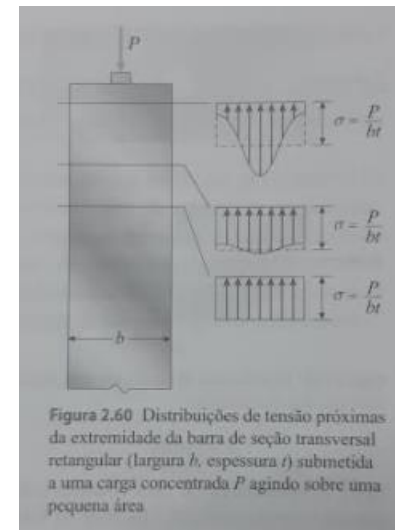 P
σ = P/bt
σ = P/bt
σ = P/bt
b
Figura 2.60 Distribuições de tensão próximas
da extremidade da barra de seção transversal
retangular (largura b, espessura t) submetida
a uma carga concentrada P agindo sobre uma
pequena área